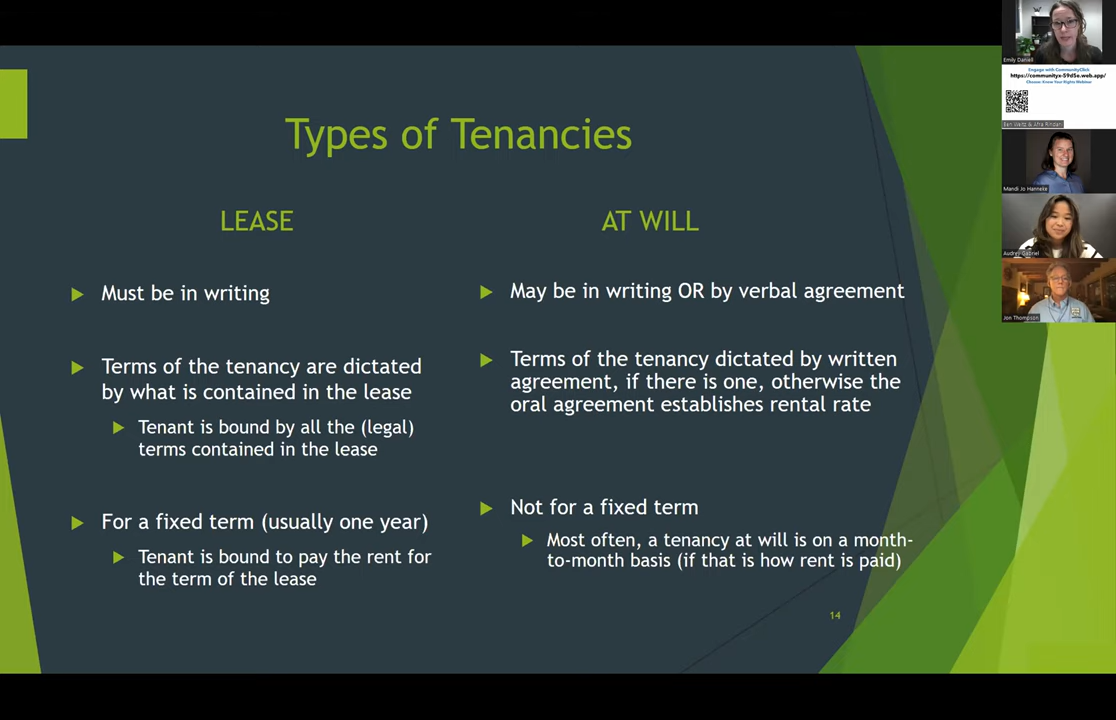 Types of Tenancies
LEASE
Must be in writing
Terms of the tenancy are dictated
by what is contained in the lease
Tenant is bound by all the (legal)
terms contained in the lease
For a fixed term (usually one year)
Tenant is bound to pay the rent for
the term of the lease
AT WILL
May be in writing OR by verbal agreement
Terms of the tenancy dictated by written
agreement, if there is one, otherwise the
oral agreement establishes rental rate
Not for a fixed term
Most often, a tenancy at will is on a month-
to-month basis (if that is how rent is paid)
14
Emily Daniell
Engage with CommunityClick
https://communityx-59d5e.web.app/
Choose: Know Your Rights Webinar
Mandi Jo Hanneke
Audrey Gabriel
Jon Thompson